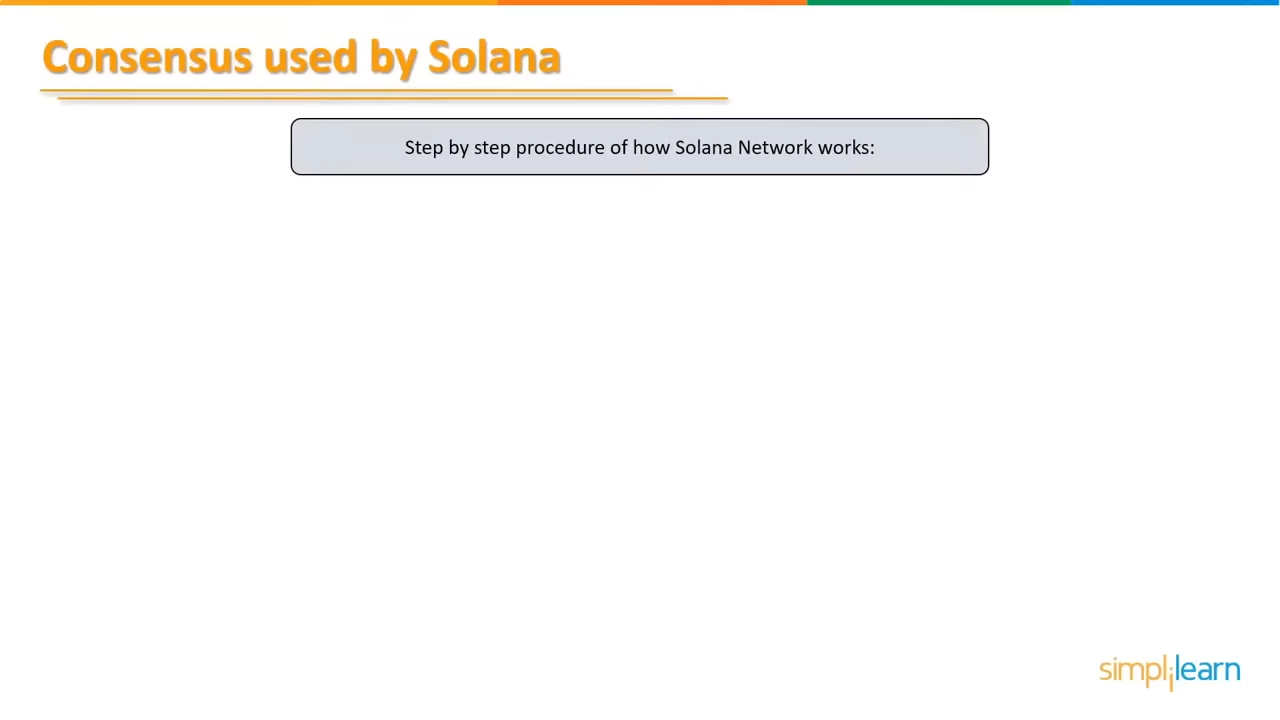 Consensus used by Solana
Step by step procedure of how Solana Network works:
simplilearn